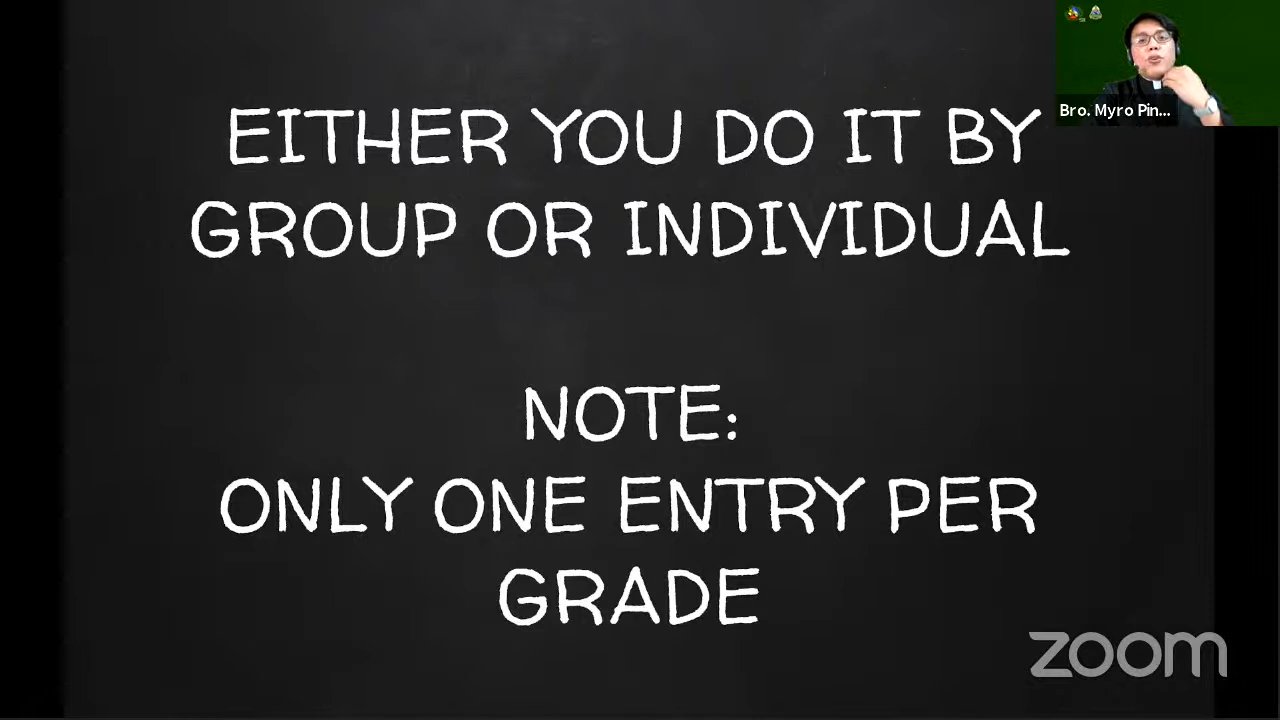 Bro. Myro Pin...
EITHER YOU DO IT BY
GROUP OR INDIVIDUAL
NOTE:
ONLY ONE ENTRY PER
GRADE
zoom